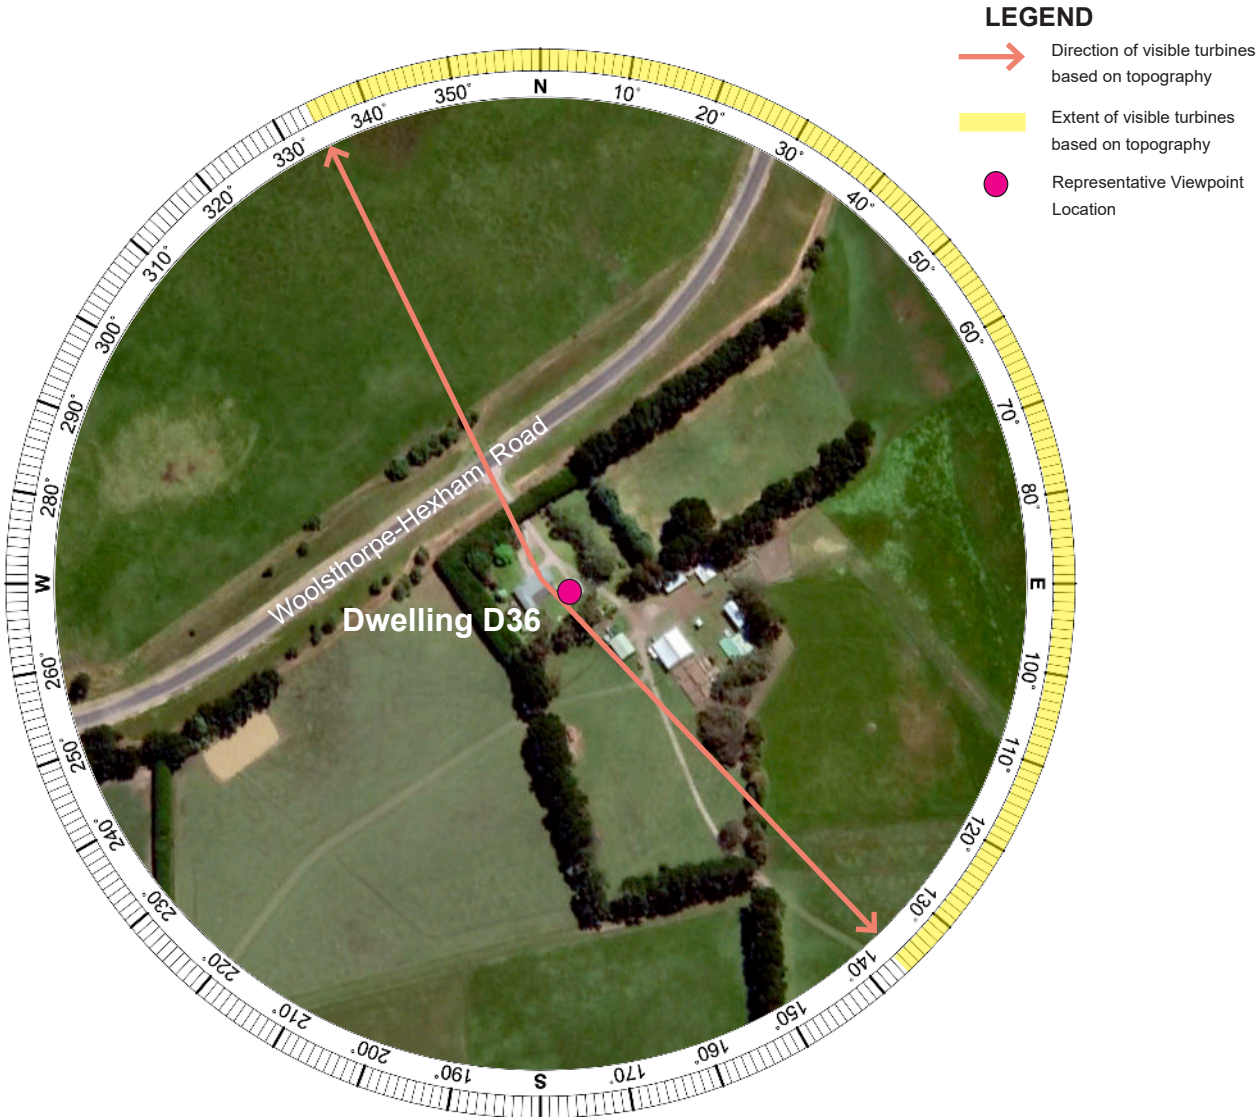 LEGEND
Direction of visible turbines
based on topography
Extent of visible turbines
based on topography
Representative Viewpoint
Location
N
10°
20°
30°
40°
50°
60°
70°
80°
E
100°
110°
120°
130°
140°
150°
160°
170°
S
190°
200°
210°
220°
230°
240°
250°
260°
W
280°
290°
300°
310°
320°
330°
340°
350°
Woolsthorpe-Hexham Road
Dwelling D36